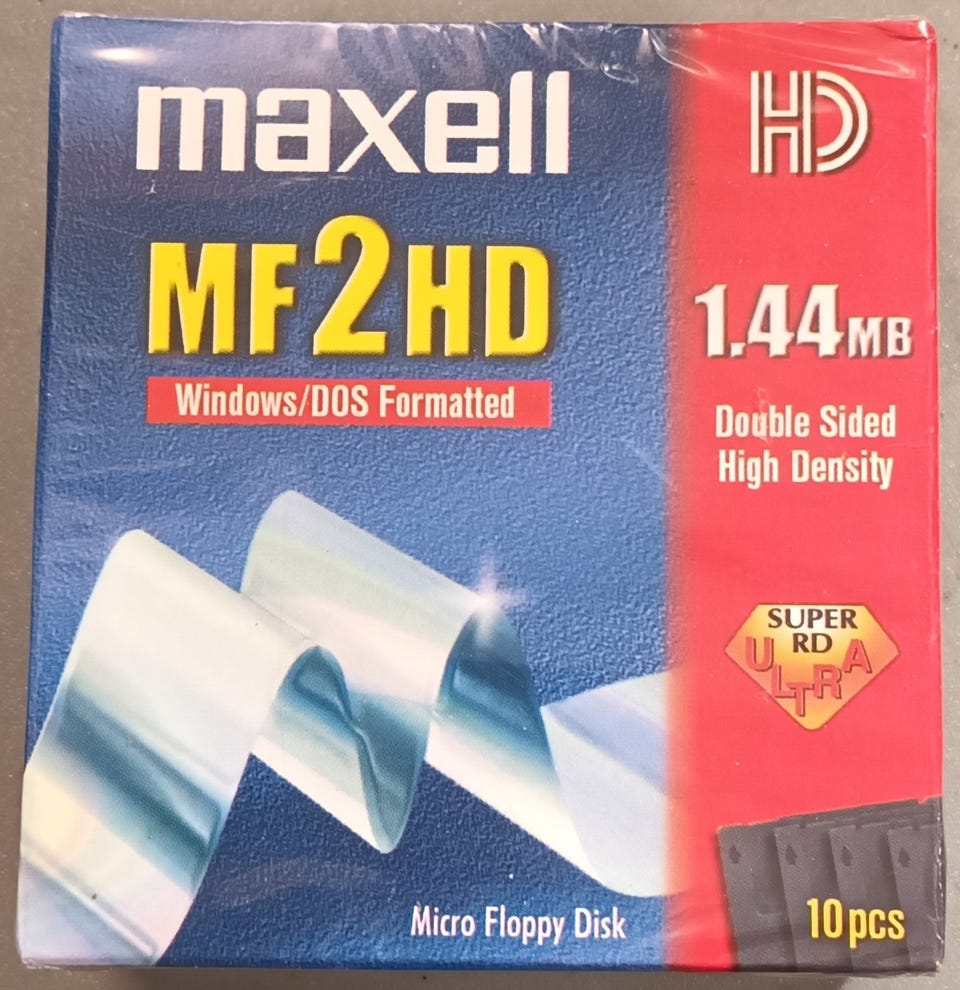 maxell
HD
MF2HD
1.44MB
Windows/DOS Formatted
Double Sided
High Density
SUPER
RD
ULTRA
Micro Floppy Disk
10pcs